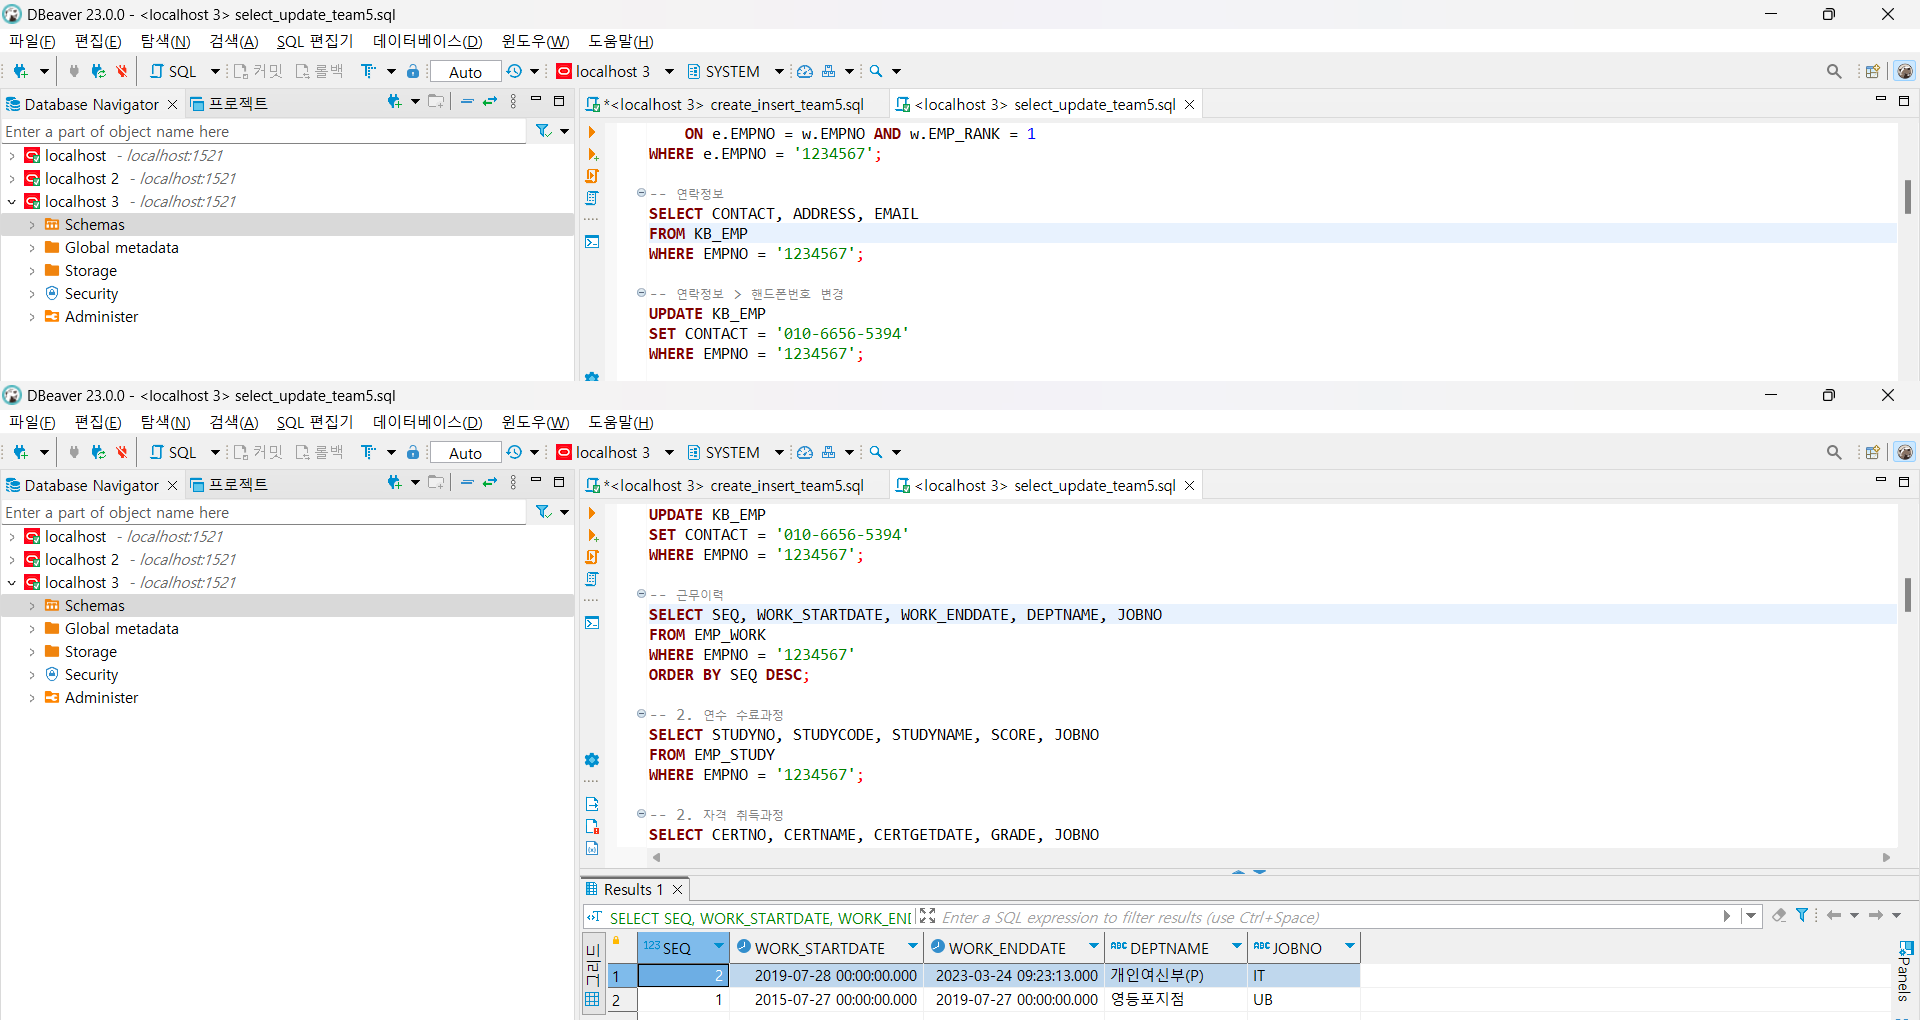 DBeaver 23.0.0 - <localhost 3> select_update_team5.sql
파일(F) 편집(E) 탐색(N) 검색(A) SQL 편집기 데이터베이스(D) 윈도우(W) 도움말(H)
SQL 커밋 롤백 Auto localhost 3 SYSTEM
Database Navigator 프로젝트
Enter a part of object name here
localhost - localhost:1521
localhost 2 - localhost:1521
localhost 3 - localhost:1521
Schemas
Global metadata
Storage
Security
Administer
*<localhost 3> create_insert_team5.sql <localhost 3> select_update_team5.sql
ON e.EMPNO = w.EMPNO AND w.EMP_RANK = 1
WHERE e.EMPNO = '1234567';
-- 연락정보
SELECT CONTACT, ADDRESS, EMAIL
FROM KB_EMP
WHERE EMPNO = '1234567';
-- 연락정보 > 핸드폰번호 변경
UPDATE KB_EMP
SET CONTACT = '010-6656-5394'
WHERE EMPNO = '1234567';
DBeaver 23.0.0 - <localhost 3> select_update_team5.sql
파일(F) 편집(E) 탐색(N) 검색(A) SQL 편집기 데이터베이스(D) 윈도우(W) 도움말(H)
SQL 커밋 롤백 Auto localhost 3 SYSTEM
Database Navigator 프로젝트
Enter a part of object name here
localhost - localhost:1521
localhost 2 - localhost:1521
localhost 3 - localhost:1521
Schemas
Global metadata
Storage
Security
Administer
*<localhost 3> create_insert_team5.sql <localhost 3> select_update_team5.sql
UPDATE KB_EMP
SET CONTACT = '010-6656-5394'
WHERE EMPNO = '1234567';
-- 근무이력
SELECT SEQ, WORK_STARTDATE, WORK_ENDDATE, DEPTNAME, JOBNO
FROM EMP_WORK
WHERE EMPNO = '1234567'
ORDER BY SEQ DESC;
-- 2. 연수 수료과정
SELECT STUDYNO, STUDYCODE, STUDYNAME, SCORE, JOBNO
FROM EMP_STUDY
WHERE EMPNO = '1234567';
-- 2. 자격 취득과정
SELECT CERTNO, CERTNAME, CERTGETDATE, GRADE, JOBNO
Results 1
SELECT SEQ, WORK_STARTDATE, WORK_END Enter a SQL expression to filter results (use Ctrl+Space)
123 SEQ WORK_STARTDATE WORK_ENDDATE ABC DEPTNAME ABC JOBNO
1 2 2019-07-28 00:00:00.000 2023-03-24 09:23:13.000 개인여신부(P) IT
2 1 2015-07-27 00:00:00.000 2019-07-27 00:00:00.000 영등포지점 UB
Panels